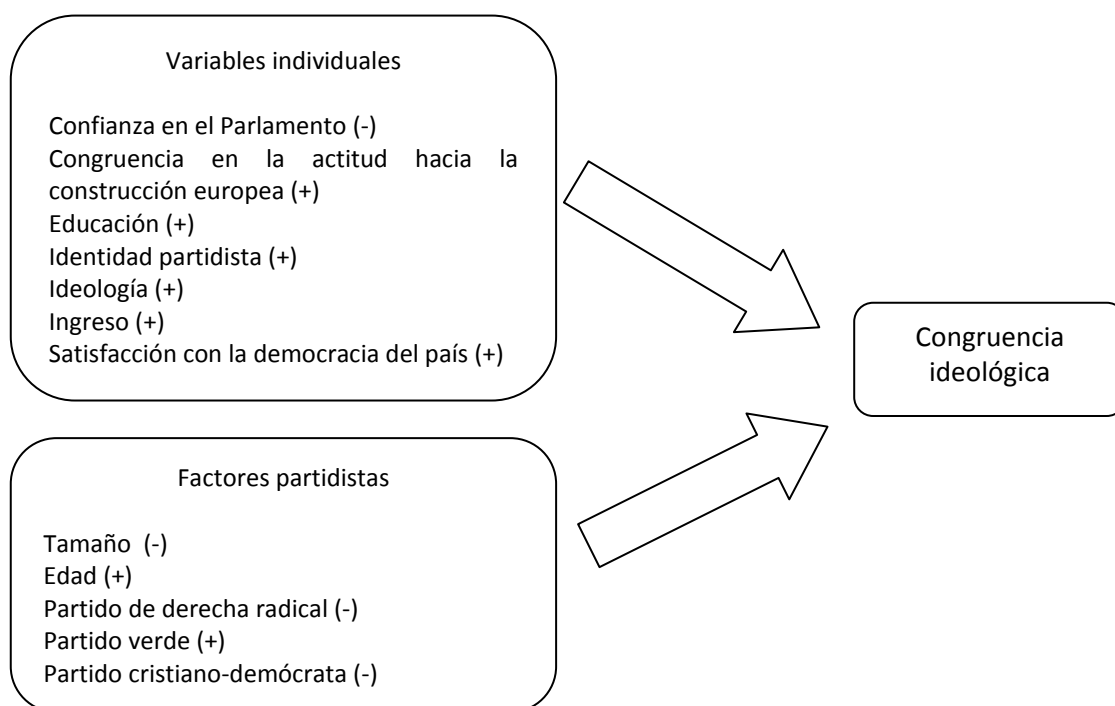 Variables individuales
Confianza en el Parlamento (-)
Congruencia en la actitud hacia la
construcción europea (+)
Educación (+)
Identidad partidista (+)
Ideología (+)
Ingreso (+)
Satisfacción con la democracia del país (+)
Congruencia
ideológica
Factores partidistas
Tamaño (-)
Edad (+)
Partido de derecha radical (-)
Partido verde (+)
Partido cristiano-demócrata (-)